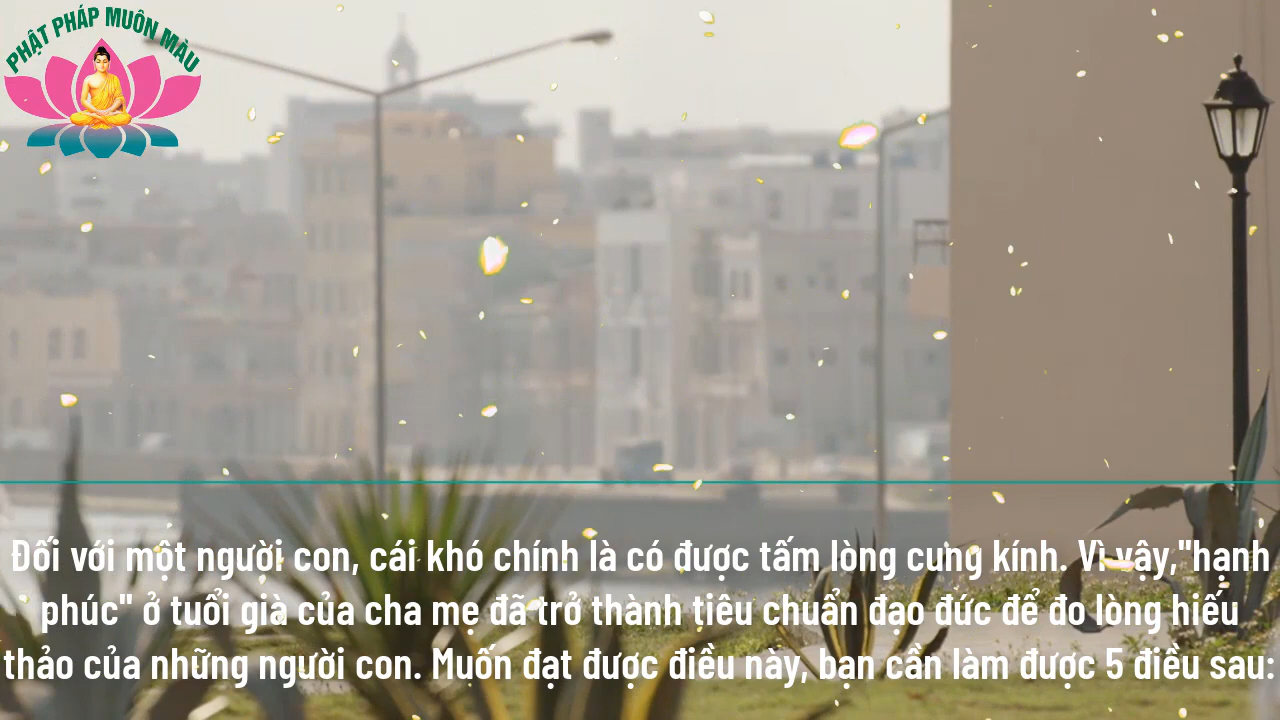 PHẬT PHÁP MUÔN MÀU
Đối với một người con, cái khó chính là có được tấm lòng cung kính. Vì vậy,"hạnh
phúc" ở tuổi già của cha mẹ đã trở thành tiêu chuẩn đạo đức để đo lòng hiếu
thảo của những người con. Muốn đạt được điều này, bạn cần làm được 5 điều sau: